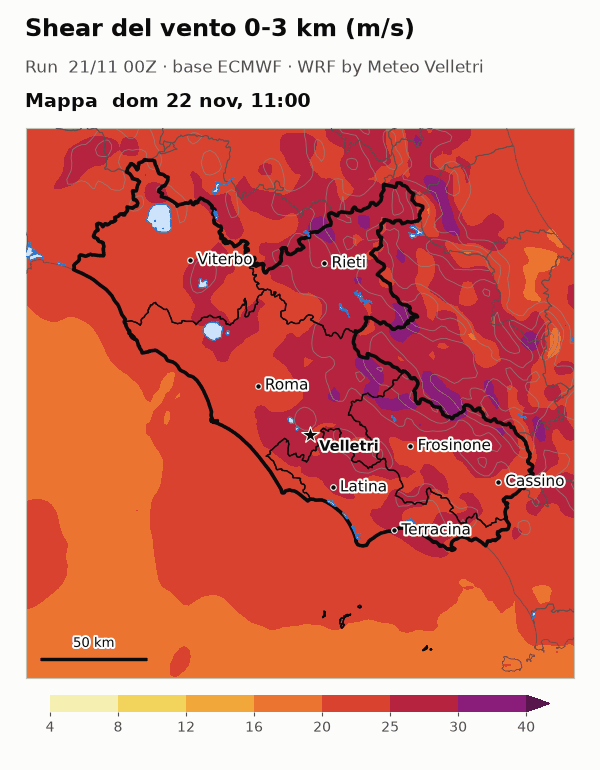 Shear del vento 0-3 km (m/s)
Run  21/11 00Z · base ECMWF · WRF by Meteo Velletri
Mappa  dom 22 nov, 11:00
Viterbo
Rieti
Roma
Velletri
Frosinone
Latina
Cassino
Terracina
50 km
4 8 12 16 20 25 30 40